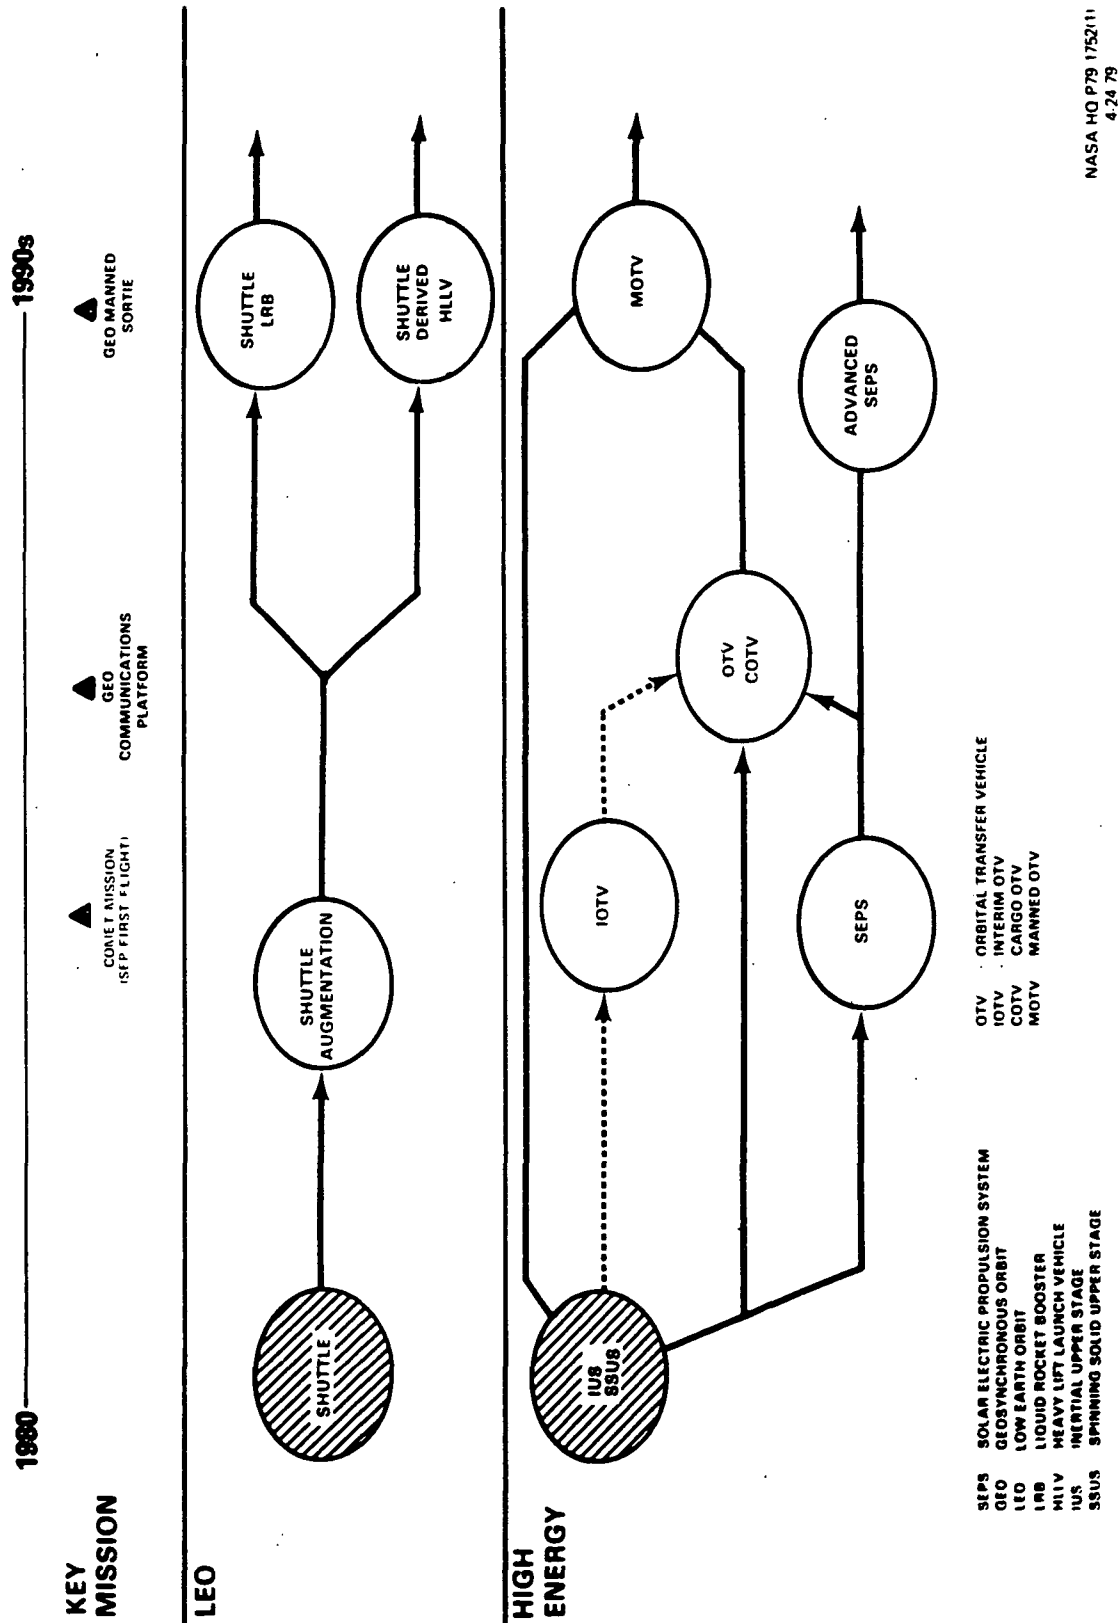 1980
1990s
KEY
MISSION
COMET MISSION
(SEP FIRST FLIGHT)
GEO
COMMUNICATIONS
PLATFORM
GEO MANNED
SORTIE
LEO
SHUTTLE
SHUTTLE
AUGMENTATION
SHUTTLE
LRB
SHUTTLE
DERIVED
HLLV
HIGH
ENERGY
IUS
SSUS
IOTV
OTV
COTV
MOTV
SEPS
ADVANCED
SEPS
SEPS SOLAR ELECTRIC PROPULSION SYSTEM
GEO GEOSYNCHRONOUS ORBIT
LEO LOW EARTH ORBIT
LRB LIQUID ROCKET BOOSTER
HLLV HEAVY LIFT LAUNCH VEHICLE
IUS INERTIAL UPPER STAGE
SSUS SPINNING SOLID UPPER STAGE
OTV ORBITAL TRANSFER VEHICLE
IOTV INTERIM OTV
COTV CARGO OTV
MOTV MANNED OTV
NASA HQ P79 1752(1)
4-24 79